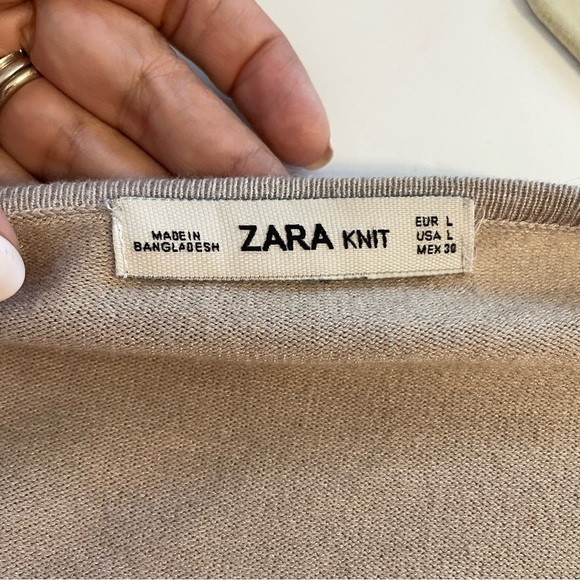 MADE IN
BANGLADESH
ZARA KNIT
EUR L
USA L
MEX 30